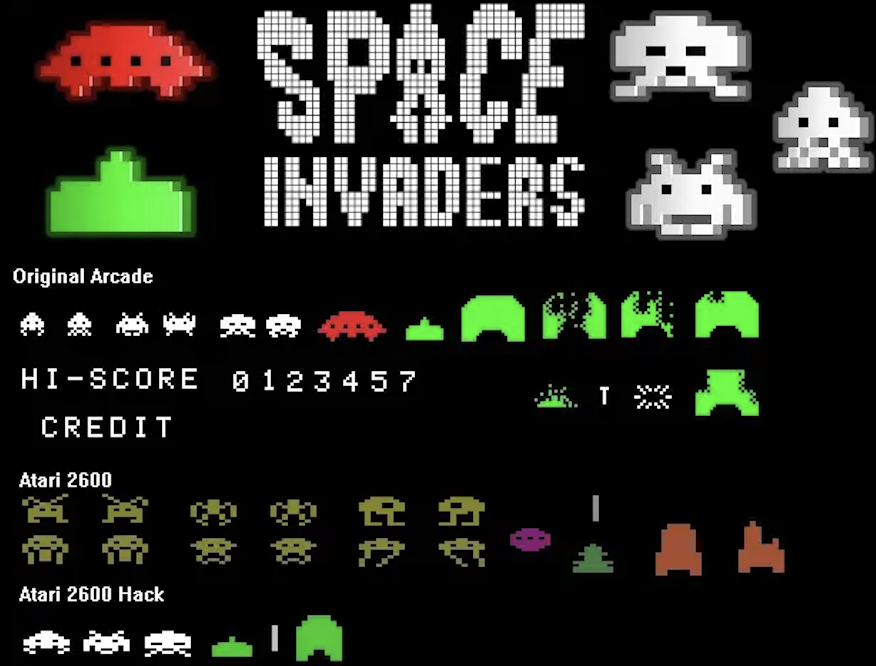 SPACE
INVADERS
Original Arcade
HI-SCORE 0123457
CREDIT
Atari 2600
Atari 2600 Hack